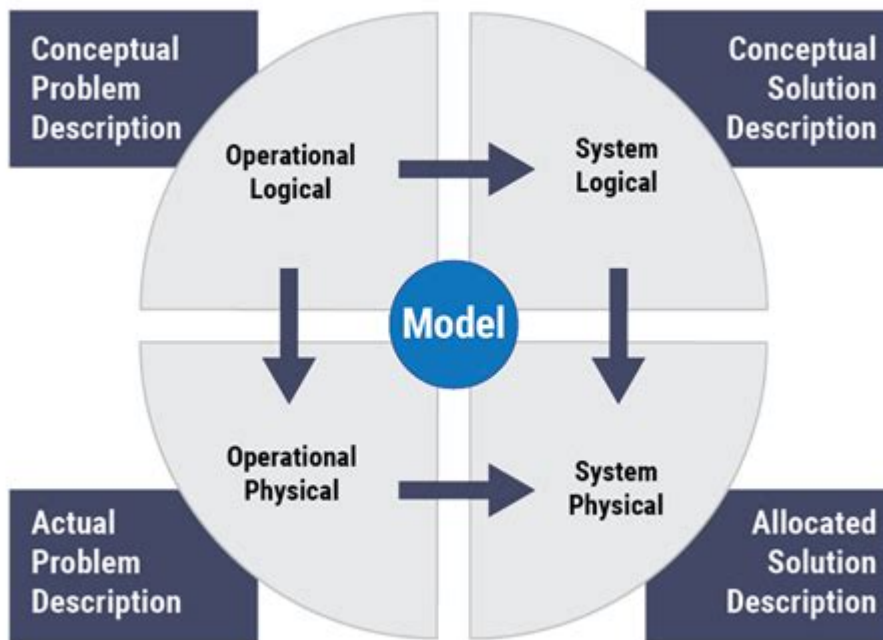 Conceptual
Problem
Description
Conceptual
Solution
Description
Operational
Logical
System
Logical
Model
Operational
Physical
System
Physical
Actual
Problem
Description
Allocated
Solution
Description